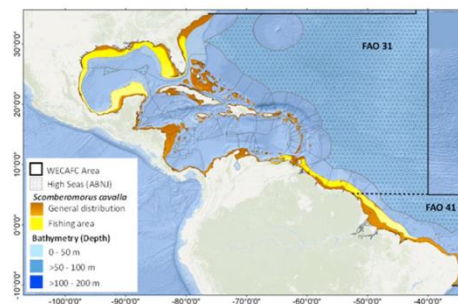 FAO 31
FAO 41
30°0'0"N
20°0'0"N
10°0'0"N
0°0'0"
-10°0'0"
WECAFC Area
High Seas (ABNJ)
Scomberomorus cavalla
General distribution
Fishing area
Bathymetry (Depth)
0 - 50 m
>50 - 100 m
>100 - 200 m
-100°0'0"W
-90°0'0"W
-80°0'0"W
-70°0'0"W
-60°0'0"W
-50°0'0"W
-40°0'0"W